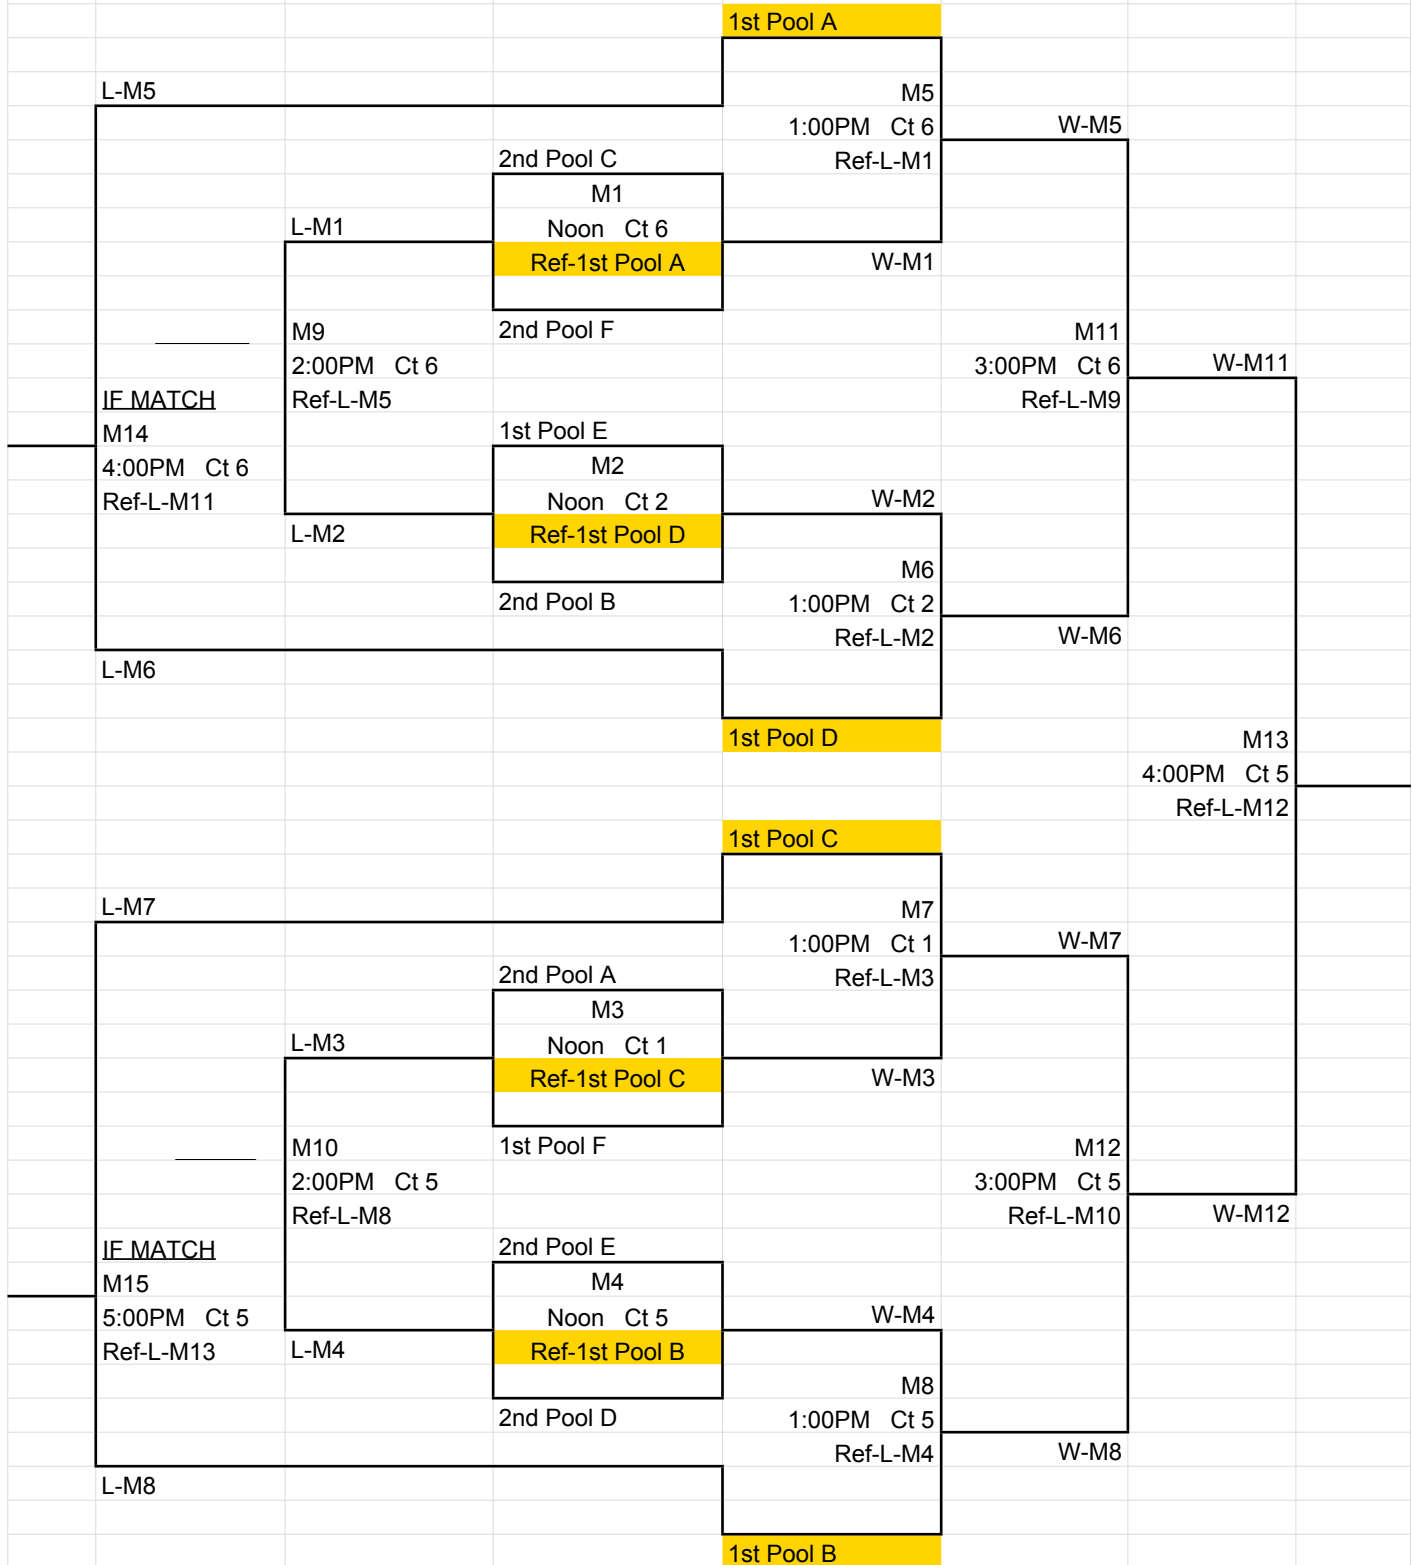 1st Pool A
L-M5
M5
1:00PM Ct 6
W-M5
2nd Pool C
Ref-L-M1
M1
L-M1
Noon Ct 6
Ref-1st Pool A
W-M1
M9
2nd Pool F
M11
2:00PM Ct 6
3:00PM Ct 6
W-M11
IF MATCH
Ref-L-M5
Ref-L-M9
M14
1st Pool E
4:00PM Ct 6
M2
Ref-L-M11
Noon Ct 2
W-M2
L-M2
Ref-1st Pool D
M6
2nd Pool B
1:00PM Ct 2
Ref-L-M2
W-M6
L-M6
1st Pool D
M13
4:00PM Ct 5
Ref-L-M12
1st Pool C
L-M7
M7
1:00PM Ct 1
W-M7
2nd Pool A
Ref-L-M3
M3
L-M3
Noon Ct 1
Ref-1st Pool C
W-M3
M10
1st Pool F
M12
2:00PM Ct 5
3:00PM Ct 5
Ref-L-M8
Ref-L-M10
W-M12
IF MATCH
2nd Pool E
M15
M4
5:00PM Ct 5
Noon Ct 5
W-M4
Ref-L-M13
L-M4
Ref-1st Pool B
M8
2nd Pool D
1:00PM Ct 5
Ref-L-M4
W-M8
L-M8
1st Pool B